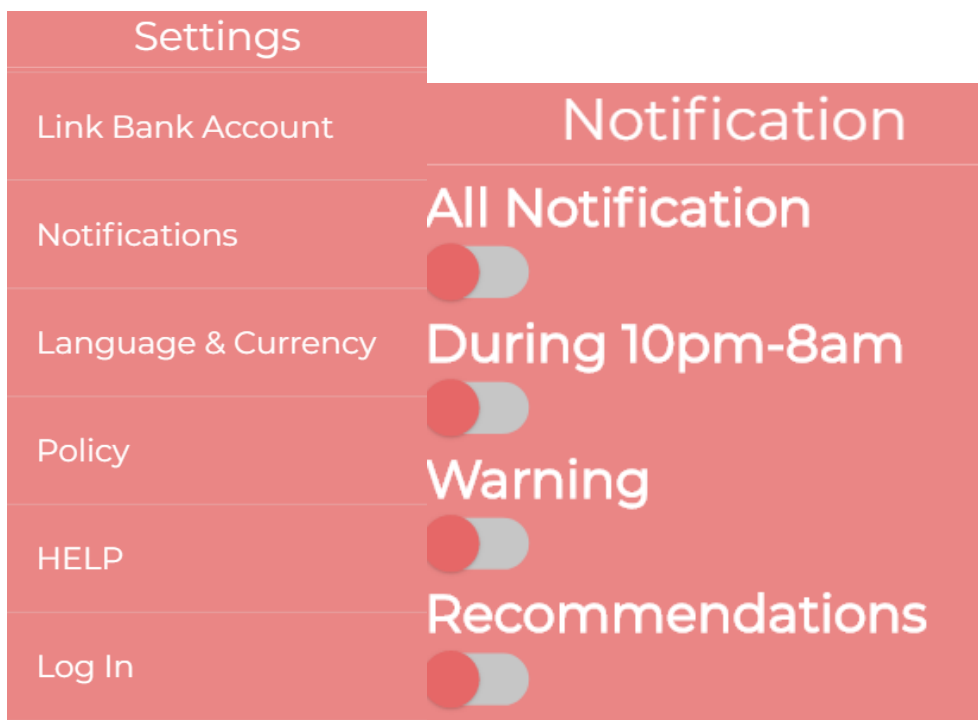 Settings
Link Bank Account
Notifications
Language & Currency
Policy
HELP
Log In
Notification
All Notification
During 10pm-8am
Warning
Recommendations